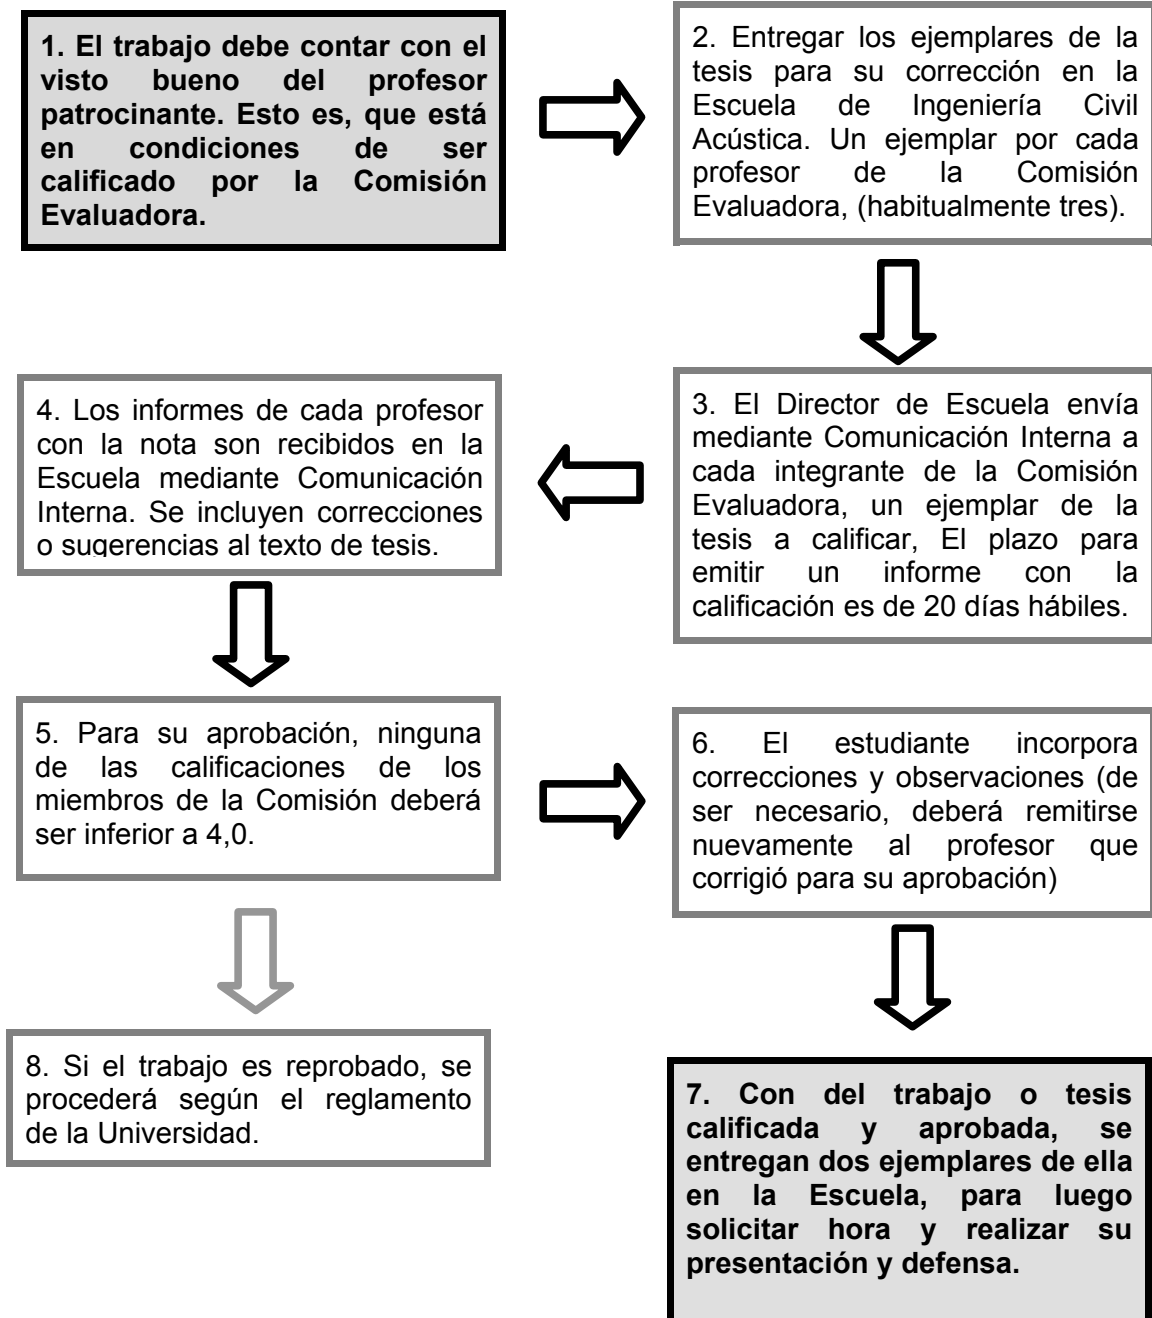 1. El trabajo debe contar con el
visto bueno del profesor
patrocinante. Esto es, que está
en condiciones de ser
calificado por la Comisión
Evaluadora.
2. Entregar los ejemplares de la
tesis para su corrección en la
Escuela de Ingeniería Civil
Acústica. Un ejemplar por cada
profesor de la Comisión
Evaluadora, (habitualmente tres).
3. El Director de Escuela envía
mediante Comunicación Interna a
cada integrante de la Comisión
Evaluadora, un ejemplar de la
tesis a calificar, El plazo para
emitir un informe con la
calificación es de 20 días hábiles.
4. Los informes de cada profesor
con la nota son recibidos en la
Escuela mediante Comunicación
Interna. Se incluyen correcciones
o sugerencias al texto de tesis.
5. Para su aprobación, ninguna
de las calificaciones de los
miembros de la Comisión deberá
ser inferior a 4,0.
6. El estudiante incorpora
correcciones y observaciones (de
ser necesario, deberá remitirse
nuevamente al profesor que
corrigió para su aprobación)
7. Con del trabajo o tesis
calificada y aprobada, se
entregan dos ejemplares de ella
en la Escuela, para luego
solicitar hora y realizar su
presentación y defensa.
8. Si el trabajo es reprobado, se
procederá según el reglamento
de la Universidad.